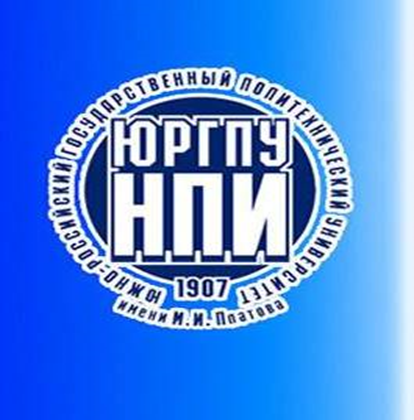 ЮЖНО-РОССИЙСКИЙ ГОСУДАРСТВЕННЫЙ ПОЛИТЕХНИЧЕСКИЙ УНИВЕРСИТЕТ
ЮРГПУ
НПИ
1907
имени М.И. Платова